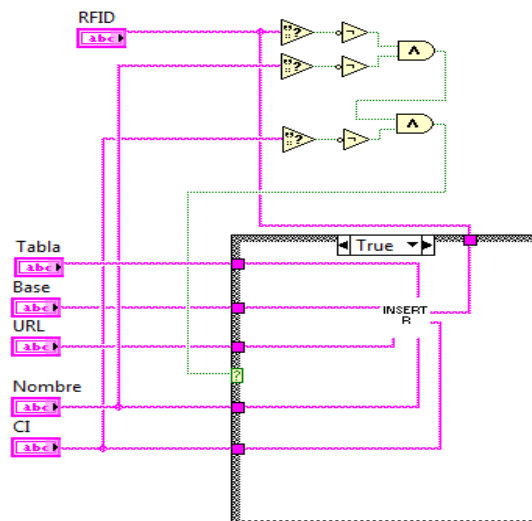 RFID
abc
"?
"?
"?
True
Tabla
abc
Base
abc
INSERT
R
URL
abc
?
Nombre
abc
CI
abc